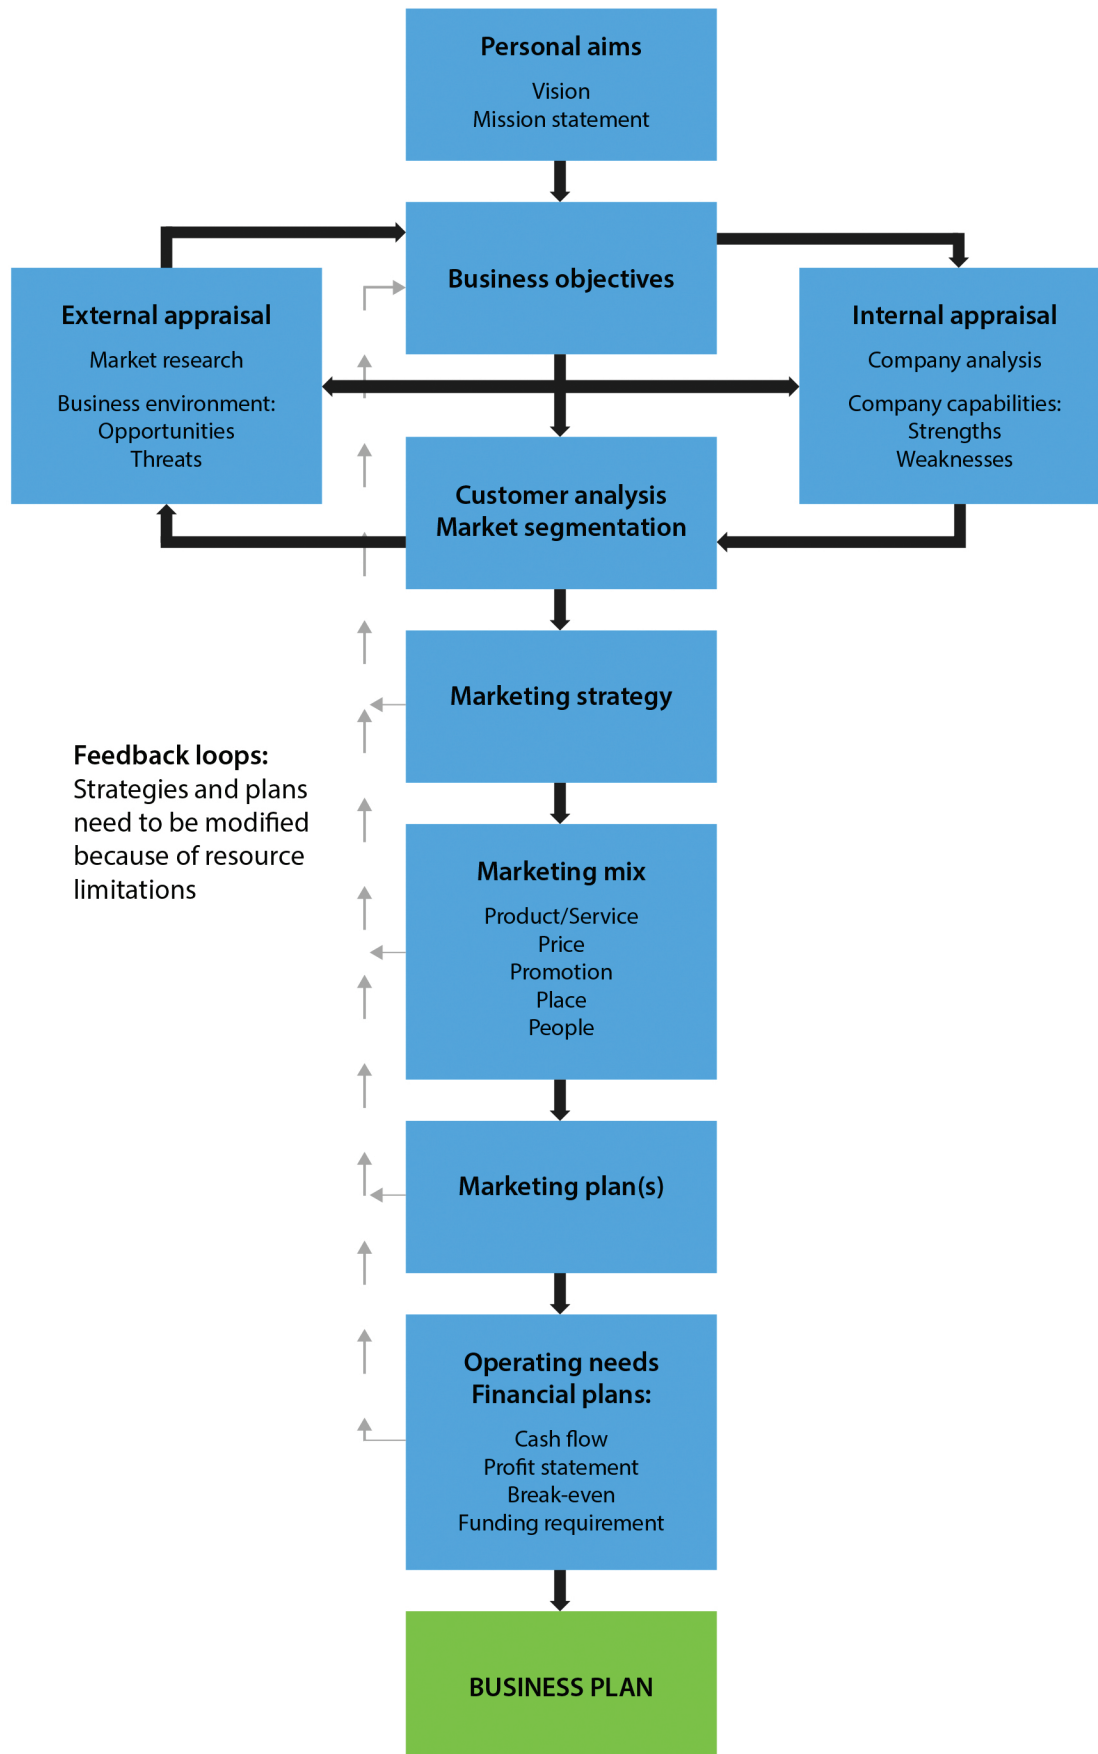 Personal aims
Vision
Mission statement
Business objectives
External appraisal
Market research
Business environment:
Opportunities
Threats
Internal appraisal
Company analysis
Company capabilities:
Strengths
Weaknesses
Customer analysis
Market segmentation
Marketing strategy
Feedback loops:
Strategies and plans
need to be modified
because of resource
limitations
Marketing mix
Product/Service
Price
Promotion
Place
People
Marketing plan(s)
Operating needs
Financial plans:
Cash flow
Profit statement
Break-even
Funding requirement
BUSINESS PLAN